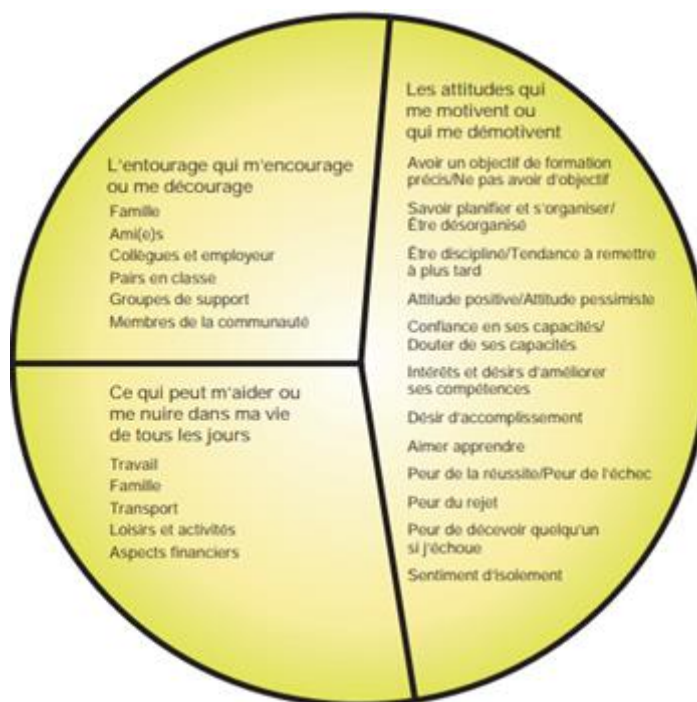 L'entourage qui m'encourage
ou me décourage
Famille
Ami(e)s
Collègues et employeur
Pairs en classe
Groupes de support
Membres de la communauté
Ce qui peut m'aider ou
me nuire dans ma vie
de tous les jours
Travail
Famille
Transport
Loisirs et activités
Aspects financiers
Les attitudes qui
me motivent ou
qui me démotivent
Avoir un objectif de formation
précis/Ne pas avoir d'objectif
Savoir planifier et s'organiser/
Être désorganisé
Être discipliné/Tendance à remettre
à plus tard
Attitude positive/Attitude pessimiste
Confiance en ses capacités/
Douter de ses capacités
Intérêts et désirs d'améliorer
ses compétences
Désir d'accomplissement
Aimer apprendre
Peur de la réussite/Peur de l'échec
Peur du rejet
Peur de décevoir quelqu'un
si j'échoue
Sentiment d'isolement